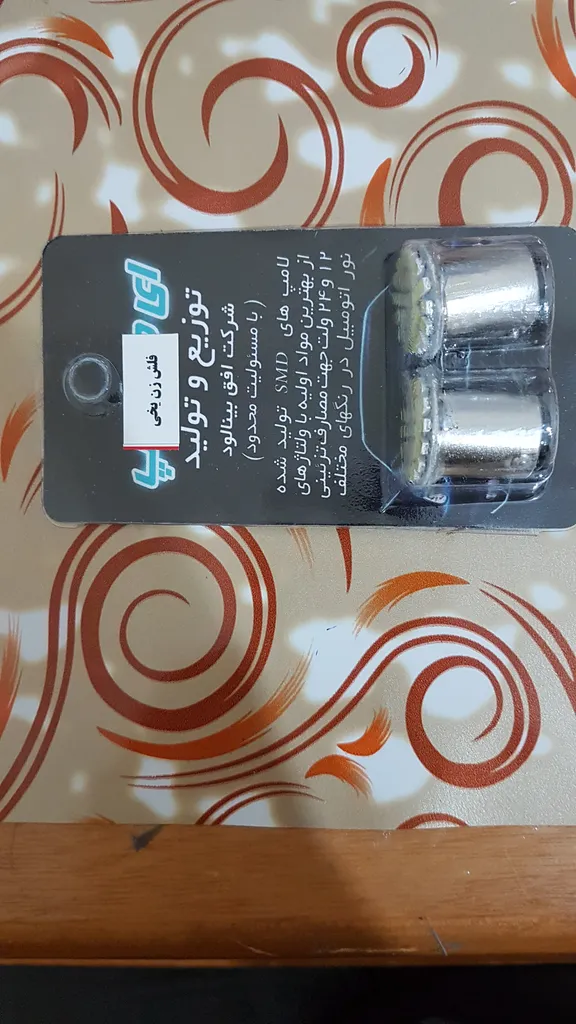 فلش زن یخی
توزیع و تولید
شرکت افق بینالود
( با مسئولیت محدود )
لامپ های SMD تولید شده
از بهترین مواد اولیه با ولتاژهای
۱۲ و ۲۴ ولت جهت مصارف تزئینی
نور اتومبیل در رنگهای مختلف